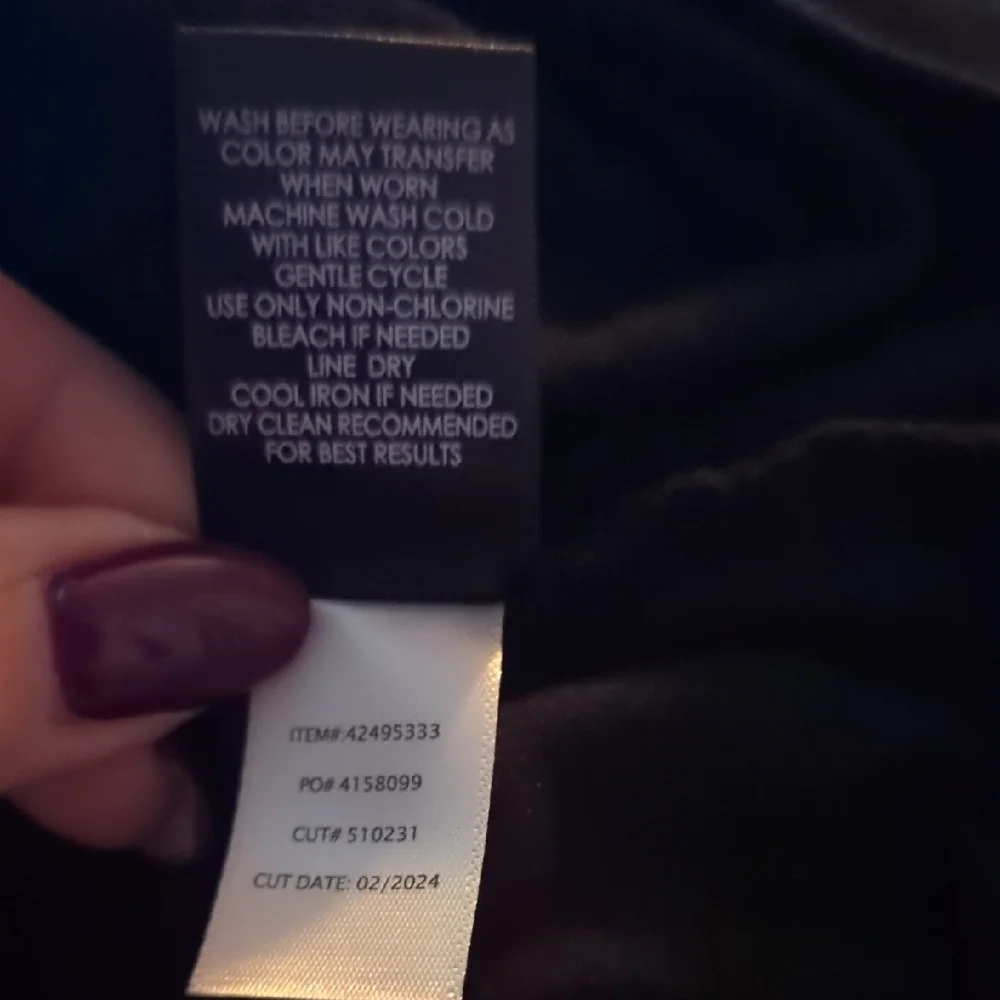 WASH BEFORE WEARING AS
COLOR MAY TRANSFER
WHEN WORN
MACHINE WASH COLD
WITH LIKE COLORS
GENTLE CYCLE
USE ONLY NON-CHLORINE
BLEACH IF NEEDED
LINE DRY
COOL IRON IF NEEDED
DRY CLEAN RECOMMENDED
FOR BEST RESULTS
ITEM#:42495333
PO# 4158099
CUT# 510231
CUT DATE: 02/2024